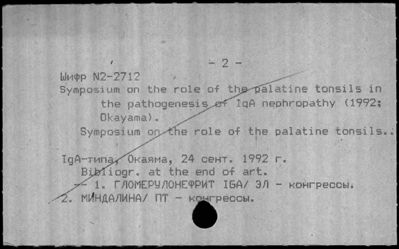 - 2 -
Шифр N2-2712
Symposium on the role of the palatine tonsils in
the pathogenesis of IgA nephropathy (1992;
Okayama).
Symposium on the role of the palatine tonsils..
IgA-типа, Окаяма, 24 сент. 1992 г.
Bibliogr. at the end of art.
-- 1. ГЛОМЕРУЛОНЕФРИТ IGA/ ЭЛ - конгрессы.
2. МИНДАЛИНА/ ПТ - конгрессы.